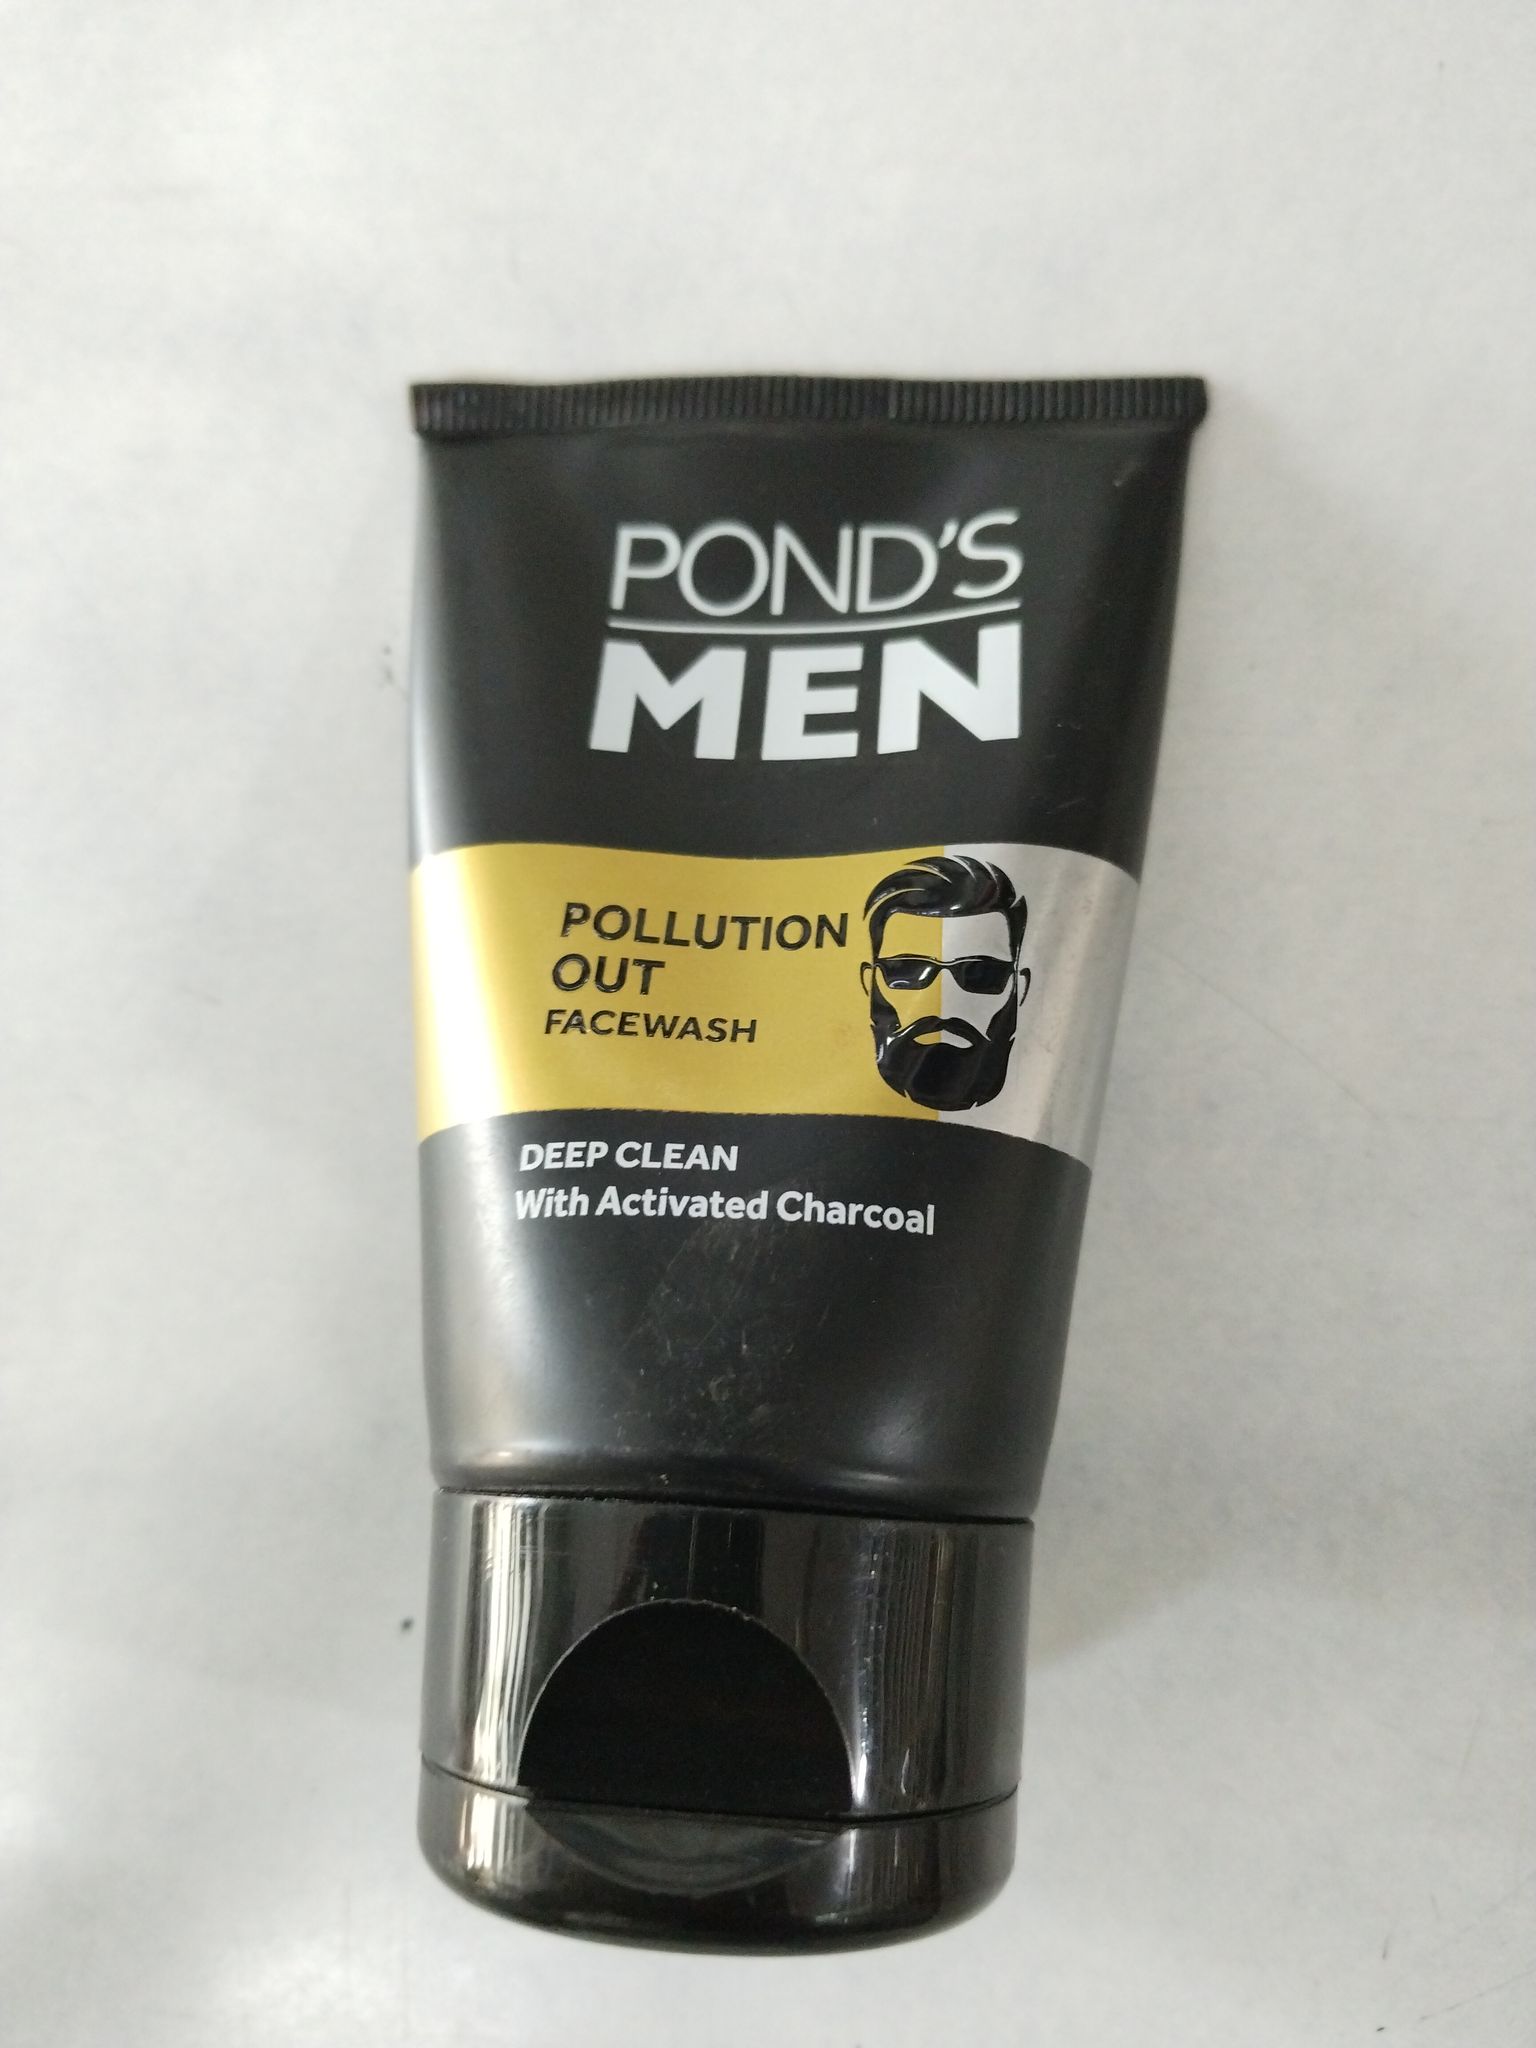 POND'S
MEN
POLLUTION
OUT
FACEWASH
DEEP CLEAN
With Activated Charcoal